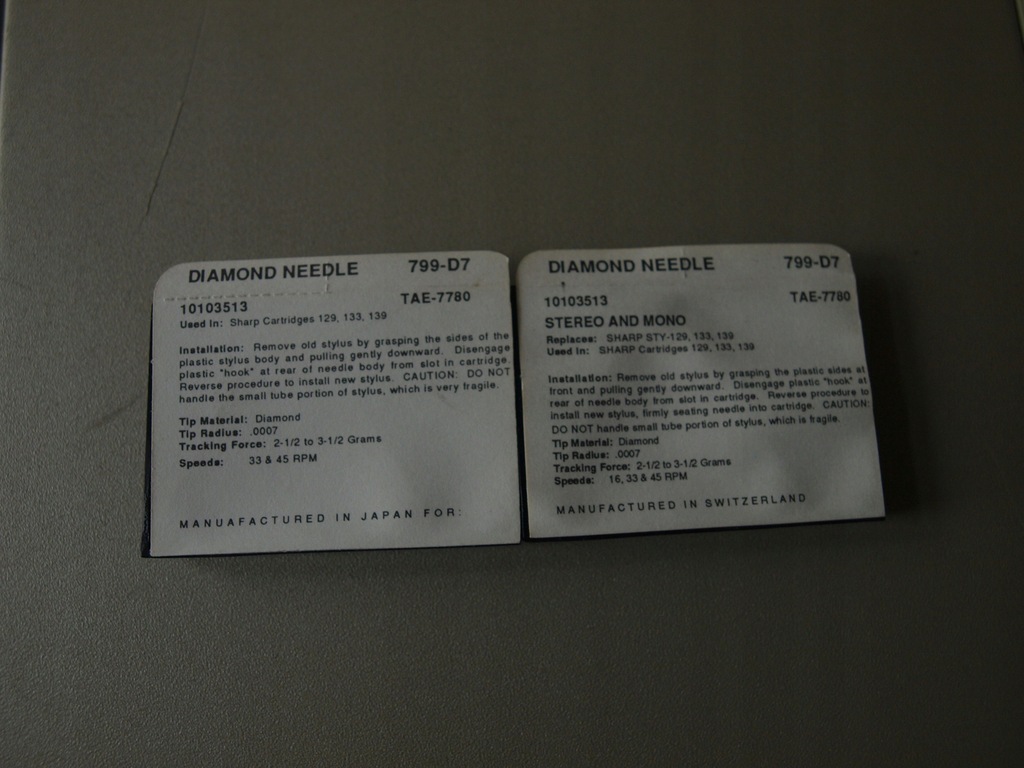 DIAMOND NEEDLE 799-D7
10103513 TAE-7780
Used In: Sharp Cartridges 129, 133, 139
Installation: Remove old stylus by grasping the sides of the
plastic stylus body and pulling gently downward. Disengage
plastic "hook" at rear of needle body from slot in cartridge.
Reverse procedure to install new stylus. CAUTION: DO NOT
handle the small tube portion of stylus, which is very fragile.
Tip Material: Diamond
Tip Radius: .0007
Tracking Force: 2-1/2 to 3-1/2 Grams
Speeds: 33 & 45 RPM
MANUAFACTURED IN JAPAN FOR:
DIAMOND NEEDLE 799-D7
10103513 TAE-7780
STEREO AND MONO
Replaces: SHARP STY-129, 133, 139
Used In: SHARP Cartridges 129, 133, 139
Installation: Remove old stylus by grasping the plastic sides at
front and pulling gently downward. Disengage plastic "hook" at
rear of needle body from slot in cartridge. Reverse procedure to
install new stylus, firmly seating needle into cartridge. CAUTION:
DO NOT handle small tube portion of stylus, which is fragile.
Tip Material: Diamond
Tip Radius: .0007
Tracking Force: 2-1/2 to 3-1/2 Grams
Speeds: 16, 33 & 45 RPM
MANUFACTURED IN SWITZERLAND